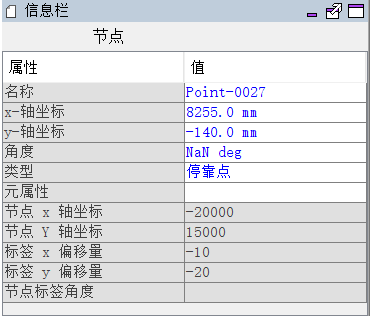 信息栏
节点
属性 值
名称 Point-0027
x-轴坐标 8255.0 mm
y-轴坐标 -140.0 mm
角度 NaN deg
类型 停靠点
元属性
节点 x 轴坐标 -20000
节点 Y 轴坐标 15000
标签 x 偏移量 -10
标签 y 偏移量 -20
节点标签角度